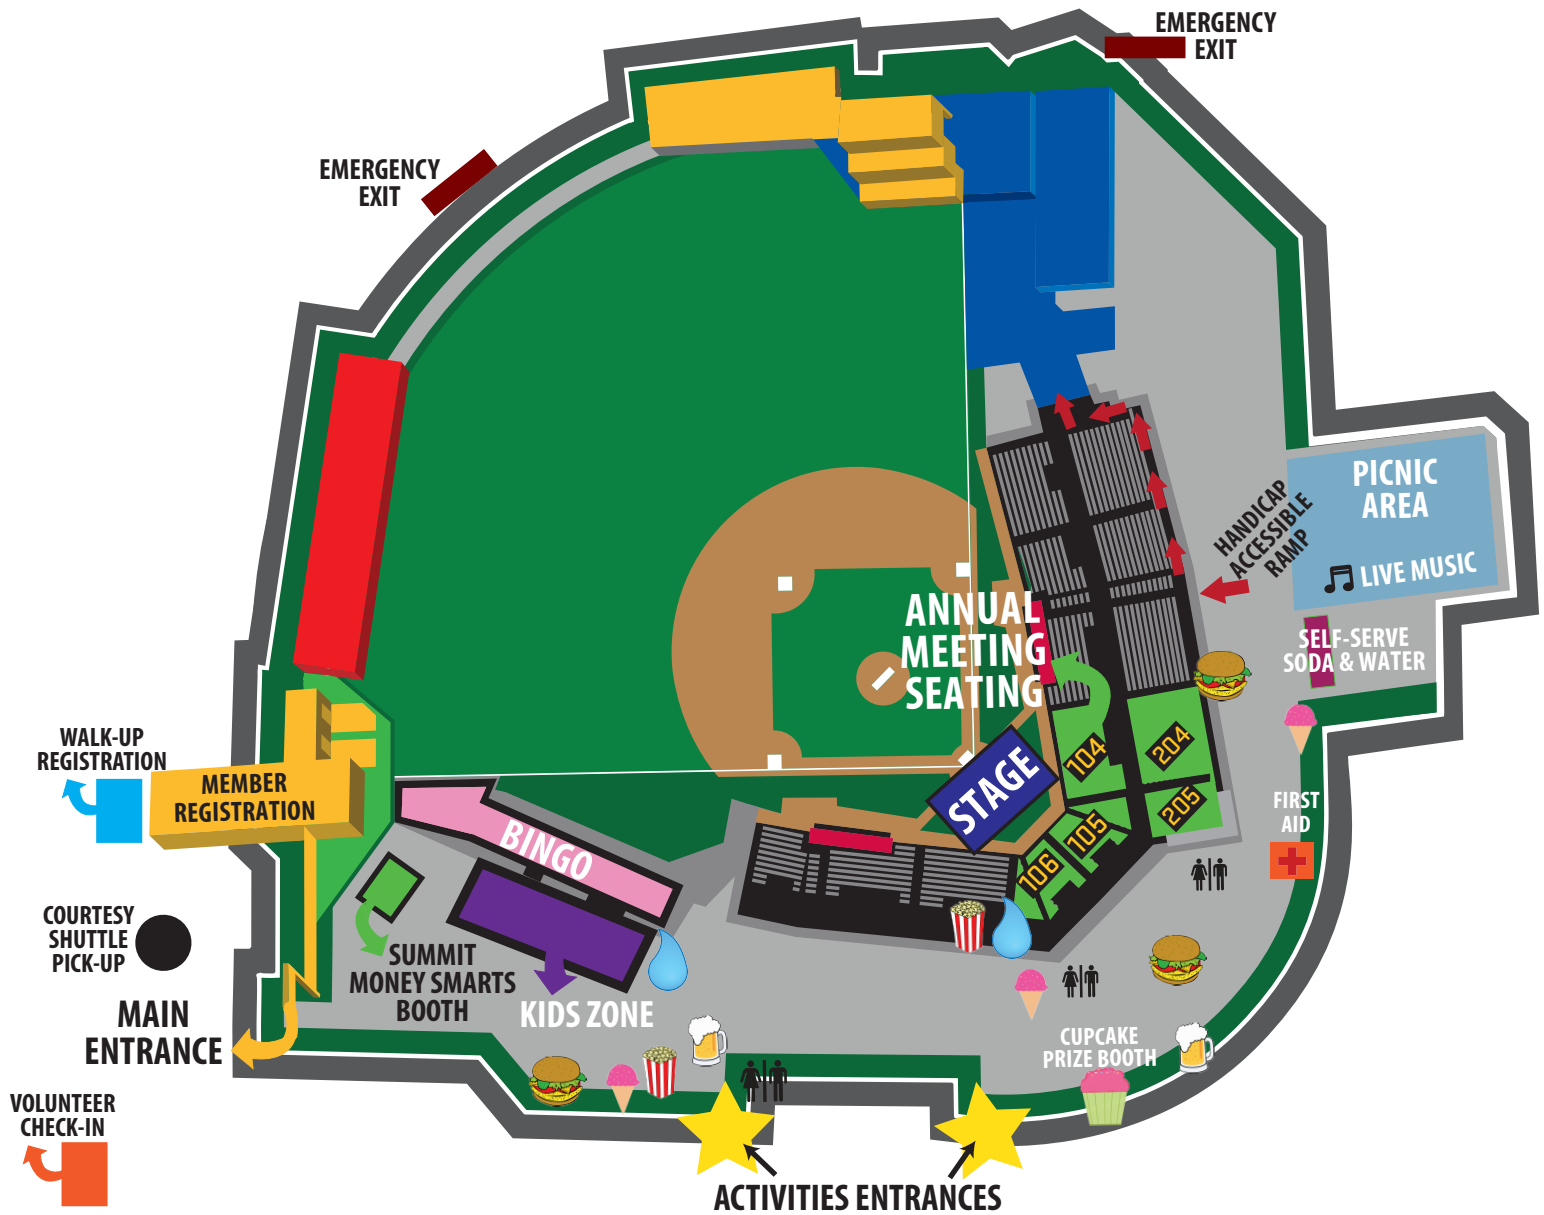 EMERGENCY
EXIT
EMERGENCY
EXIT
PICNIC
AREA
LIVE MUSIC
HANDICAP
ACCESSIBLE
RAMP
ANNUAL
MEETING
SEATING
SELF-SERVE
SODA & WATER
WALK-UP
REGISTRATION
MEMBER
REGISTRATION
STAGE
104
204
205
105
106
FIRST
AID
BINGO
COURTESY
SHUTTLE
PICK-UP
SUMMIT
MONEY SMARTS
BOOTH
KIDS ZONE
MAIN
ENTRANCE
CUPCAKE
PRIZE BOOTH
VOLUNTEER
CHECK-IN
ACTIVITIES ENTRANCES